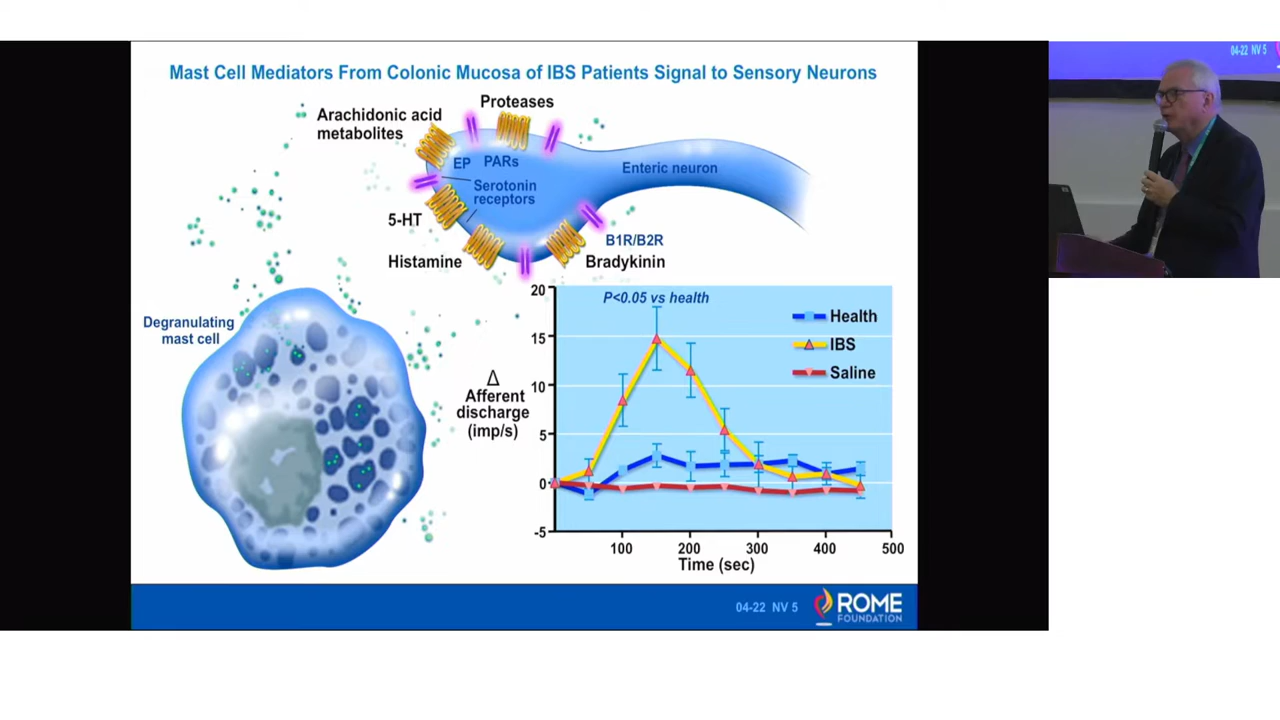 Mast Cell Mediators From Colonic Mucosa of IBS Patients Signal to Sensory Neurons
04-22 NV 5
Proteases
Arachidonic acid
metabolites
EP
PARs
Enteric neuron
Serotonin
receptors
5-HT
B1R/B2R
Histamine
Bradykinin
Degranulating
mast cell
P<0.05 vs health
Health
IBS
Saline
Δ
Afferent
discharge
(imp/s)
20
15
10
5
0
-5
100
200
300
400
500
Time (sec)
04-22 NV 5
ROME
FOUNDATION